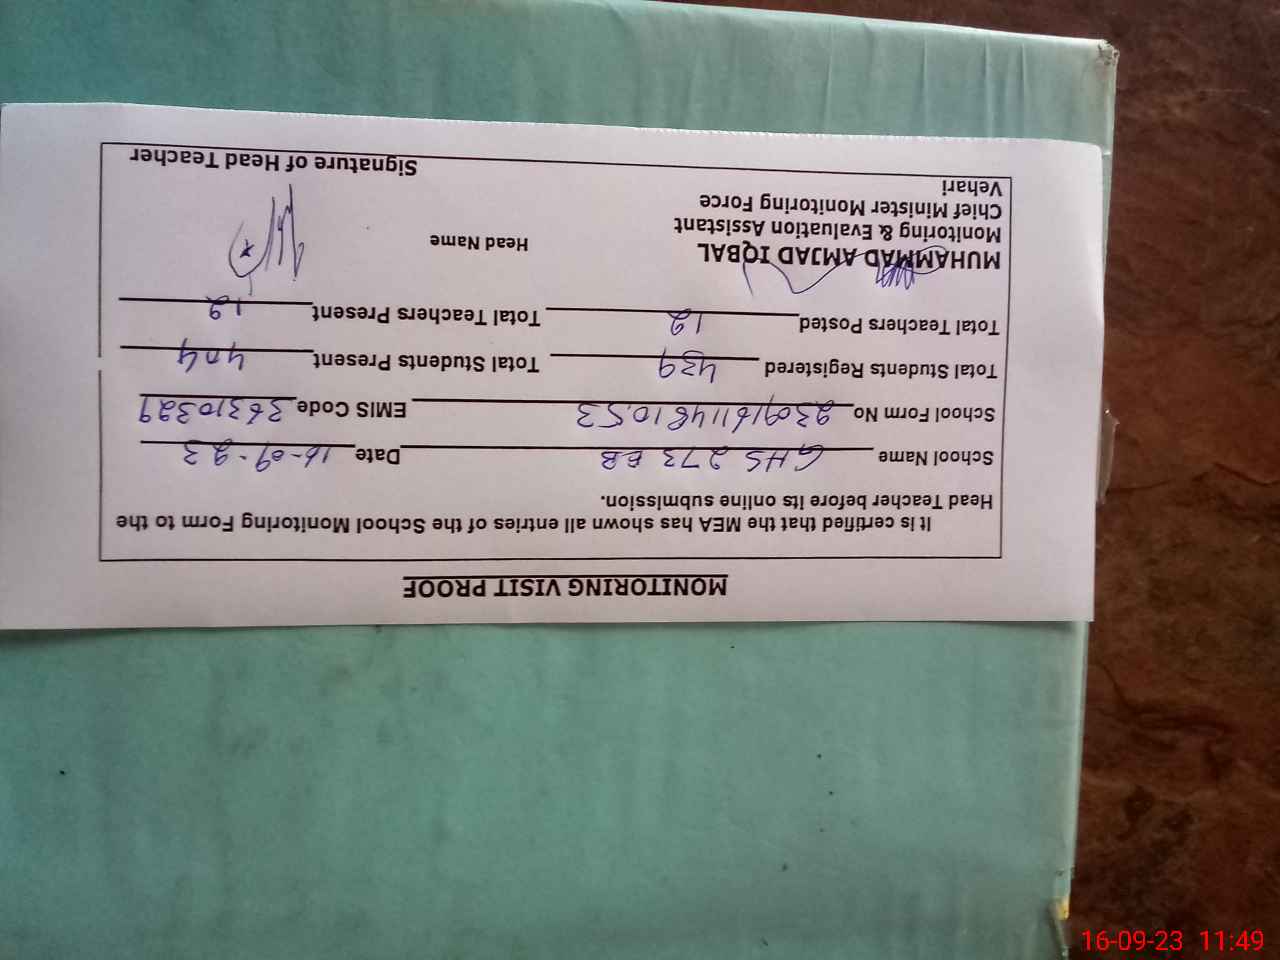 MONITORING VISIT PROOF
It is certified that the MEA has shown all entries of the School Monitoring Form to the
Head Teacher before its online submission.
School Name GHS 273 EB Date 16-09-23
School Form No 23091611481053 EMIS Code 36310329
Total Students Registered 439 Total Students Present 404
Total Teachers Posted 12 Total Teachers Present 12
MUHAMMAD AMJAD IQBAL
Monitoring & Evaluation Assistant
Chief Minister Monitoring Force
Vehari
Head Name
Signature of Head Teacher
16-09-23 11:49